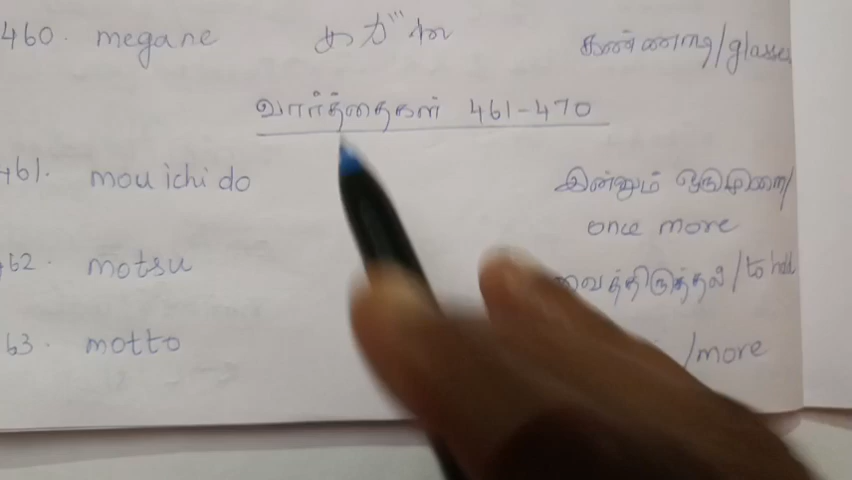 460. megane めがね கண்ணாடி/glasses
வார்த்தைகள் 461-470
461. mou ichi do இன்னும் ஒருமுறை/
once more
462. motsu வைத்திருத்தல்/to hold
63. motto /more